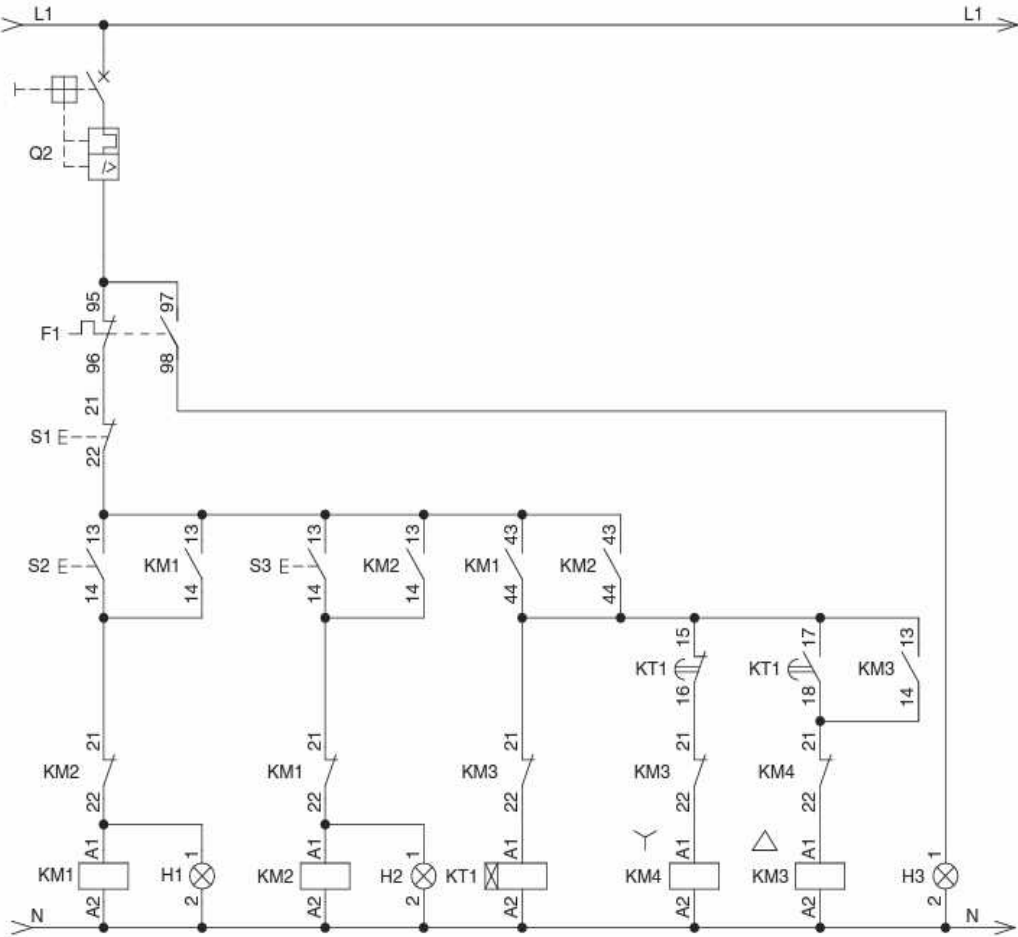 L1 L1
Q2
95 97
F1
96 98
21
S1
22
13 13 13 13 43 43
S2 KM1 S3 KM2 KM1 KM2
14 14 14 14 44 44
15 17 13
KT1 KT1 KM3
16 18 14
21 21 21 21 21
KM2 KM1 KM3 KM3 KM4
22 22 22 22 22
A1 1 A1 1 A1 A1 A1 1
KM1 H1 KM2 H2 KT1 KM4 KM3 H3
A2 2 A2 2 A2 A2 A2 2
N N